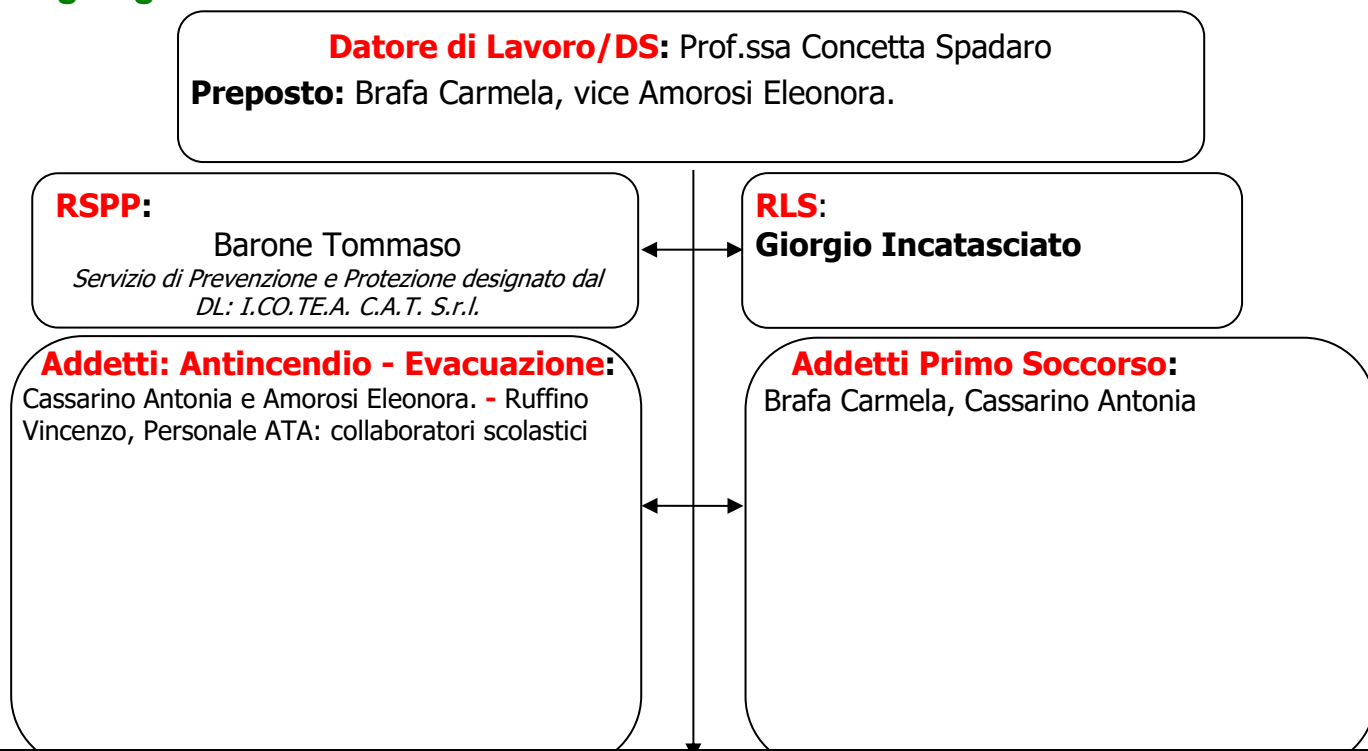 Datore di Lavoro/DS: Prof.ssa Concetta Spadaro
Preposto: Brafa Carmela, vice Amorosi Eleonora.
RSPP:
Barone Tommaso
Servizio di Prevenzione e Protezione designato dal
DL: I.CO.TE.A. C.A.T. S.r.l.
RLS:
Giorgio Incatasciato
Addetti: Antincendio - Evacuazione:
Cassarino Antonia e Amorosi Eleonora. - Ruffino
Vincenzo, Personale ATA: collaboratori scolastici
Addetti Primo Soccorso:
Brafa Carmela, Cassarino Antonia